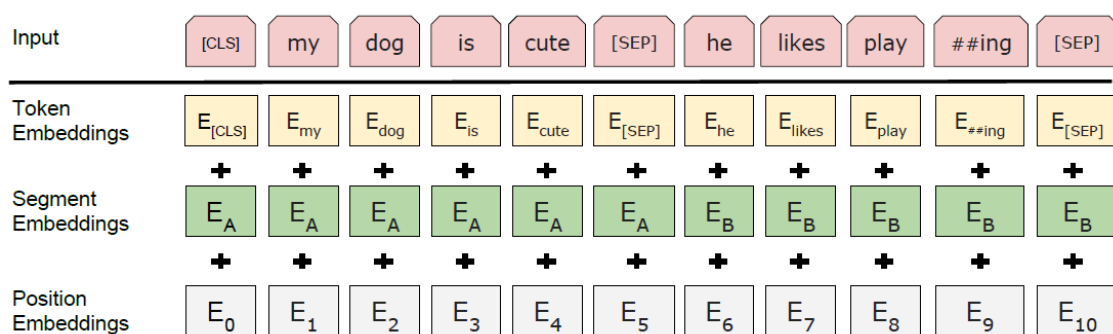 Input [CLS] my dog is cute [SEP] he likes play ##ing [SEP]
Token
Embeddings E[CLS] Emy Edog Eis Ecute E[SEP] Ehe Elikes Eplay E##ing E[SEP]
+ + + + + + + + + + +
Segment
Embeddings EA EA EA EA EA EA EB EB EB EB EB
+ + + + + + + + + + +
Position
Embeddings E0 E1 E2 E3 E4 E5 E6 E7 E8 E9 E10